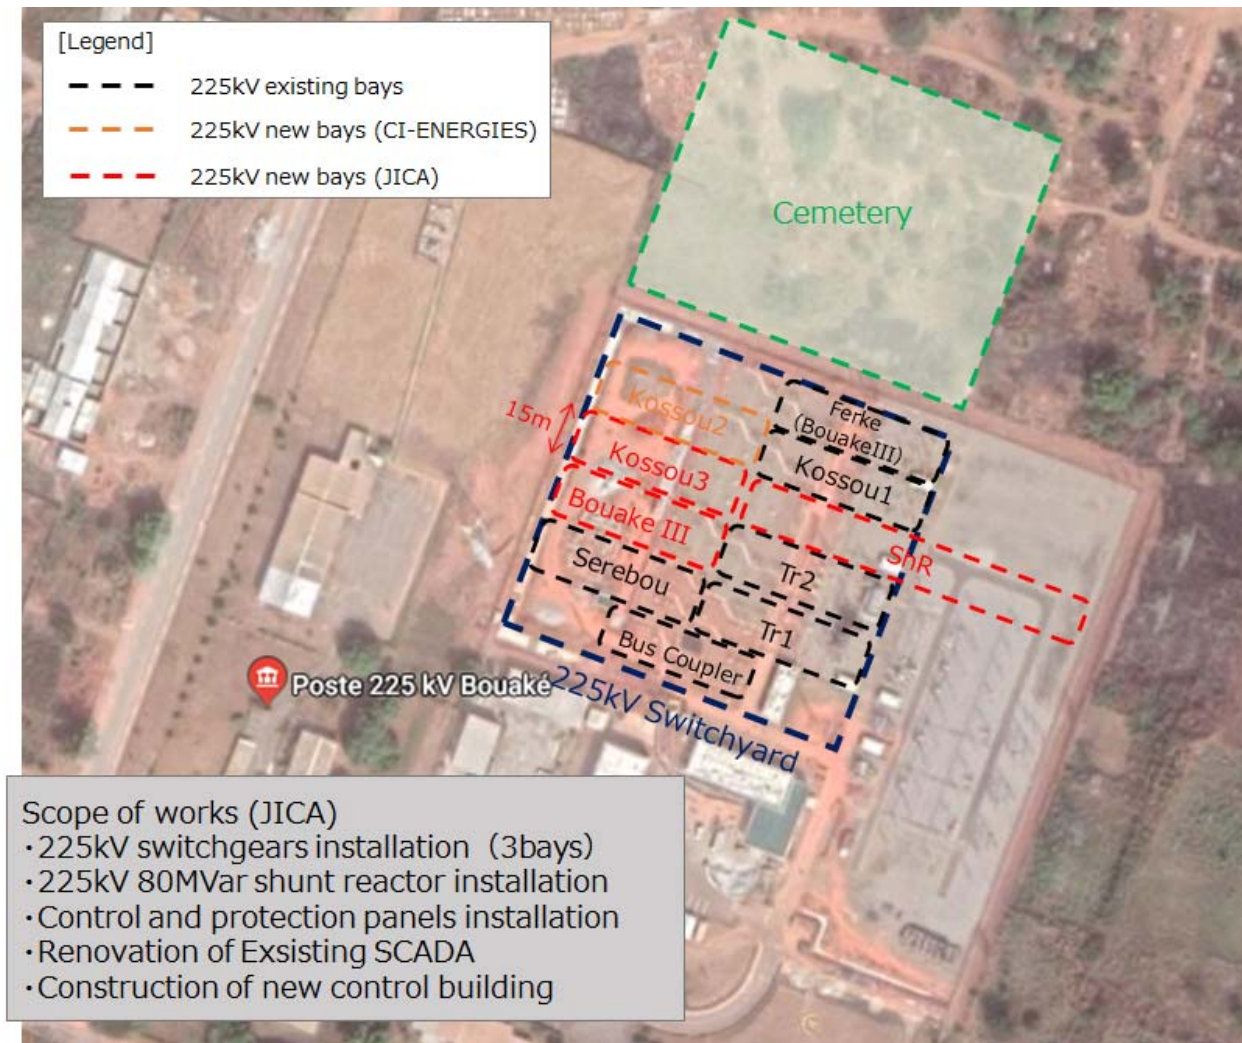 [Legend]
225kV existing bays
225kV new bays (CI-ENERGIES)
225kV new bays (JICA)
Cemetery
Kossou2
Ferke
(BouakeIII)
15m
Kossou3
Kossou1
Bouake III
ShR
Serebou
Tr2
Tr1
Bus Coupler
Poste 225 kV Bouaké
225kV Switchyard
Scope of works (JICA)
・225kV switchgears installation（3bays）
・225kV 80MVar shunt reactor installation
・Control and protection panels installation
・Renovation of Exsisting SCADA
・Construction of new control building